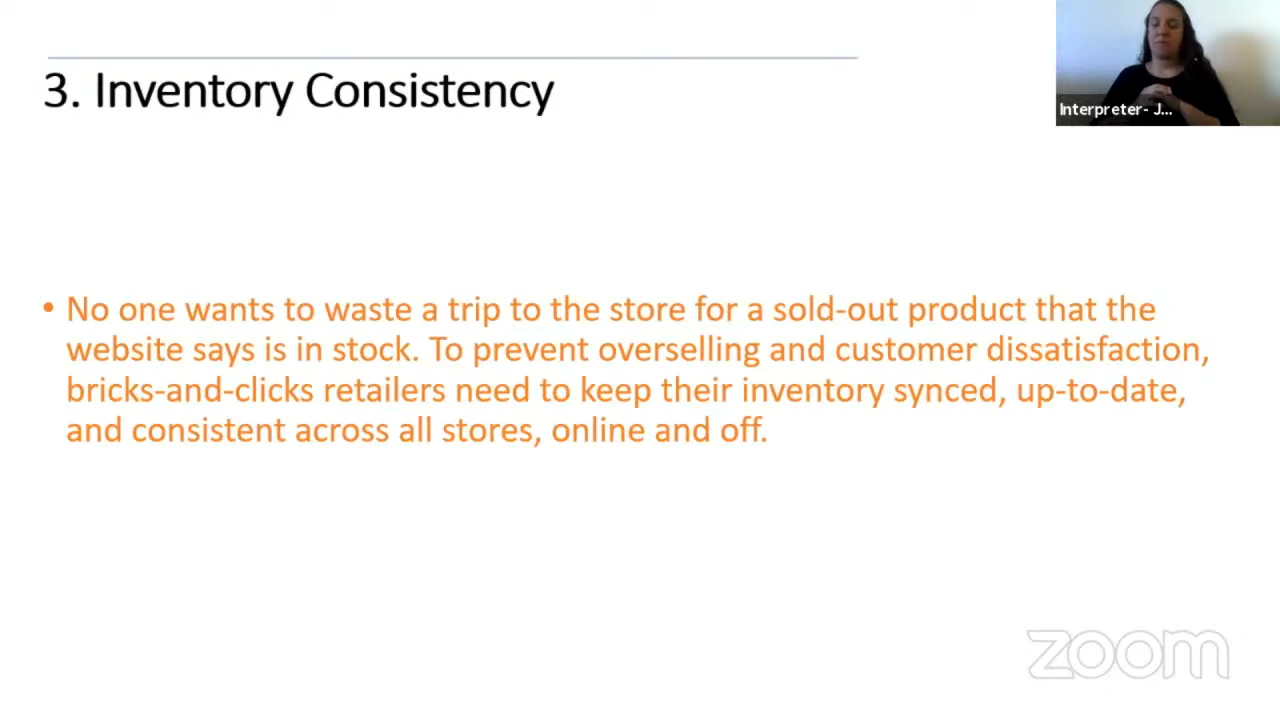 3. Inventory Consistency
Interpreter- J...
• No one wants to waste a trip to the store for a sold-out product that the
website says is in stock. To prevent overselling and customer dissatisfaction,
bricks-and-clicks retailers need to keep their inventory synced, up-to-date,
and consistent across all stores, online and off.
zoom